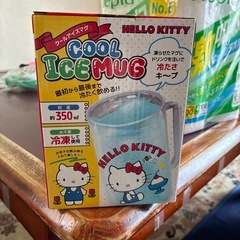 HELLO KITTY
クールアイスマグ
COOL
ICE MUG
凍らせたマグに
ドリンクを注いで
冷たさ
キープ
最初から最後まで
冷たく飲める!!
容量
約350ml
冷凍して
使用
HELLO KITTY